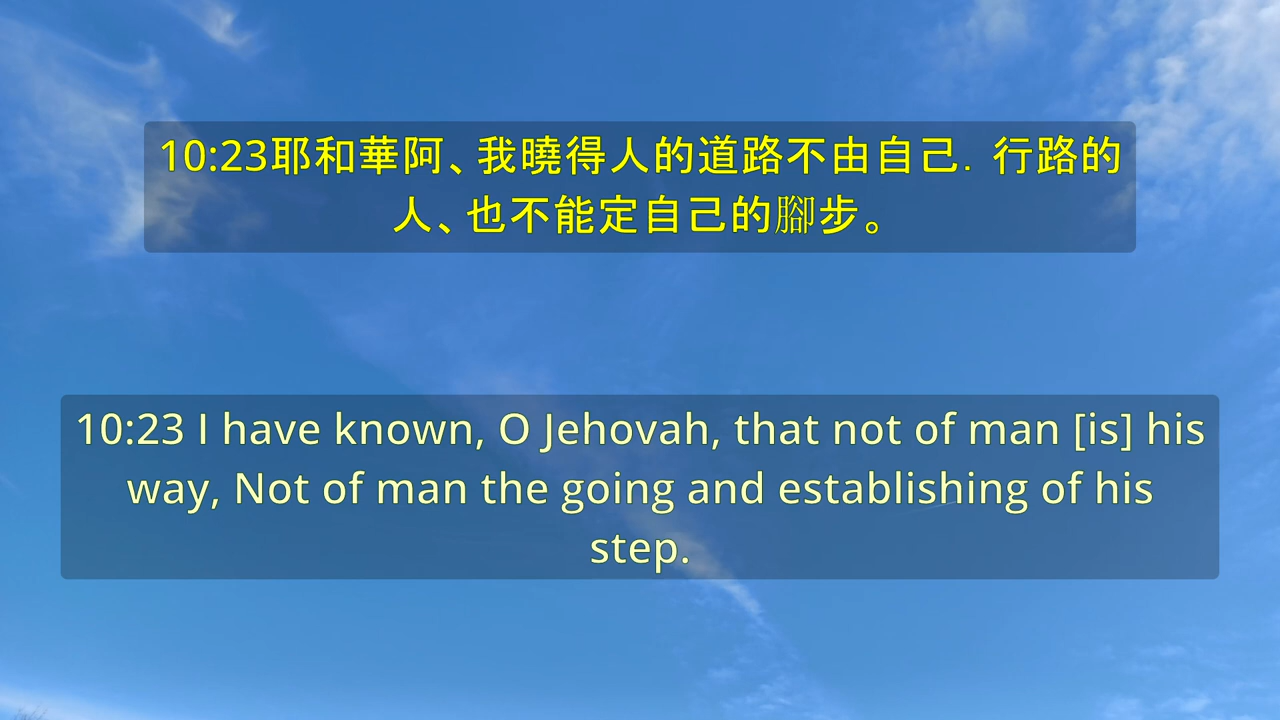 10:23耶和華阿、我曉得人的道路不由自己．行路的
人、也不能定自己的腳步。
10:23 I have known, O Jehovah, that not of man [is] his
way, Not of man the going and establishing of his
step.